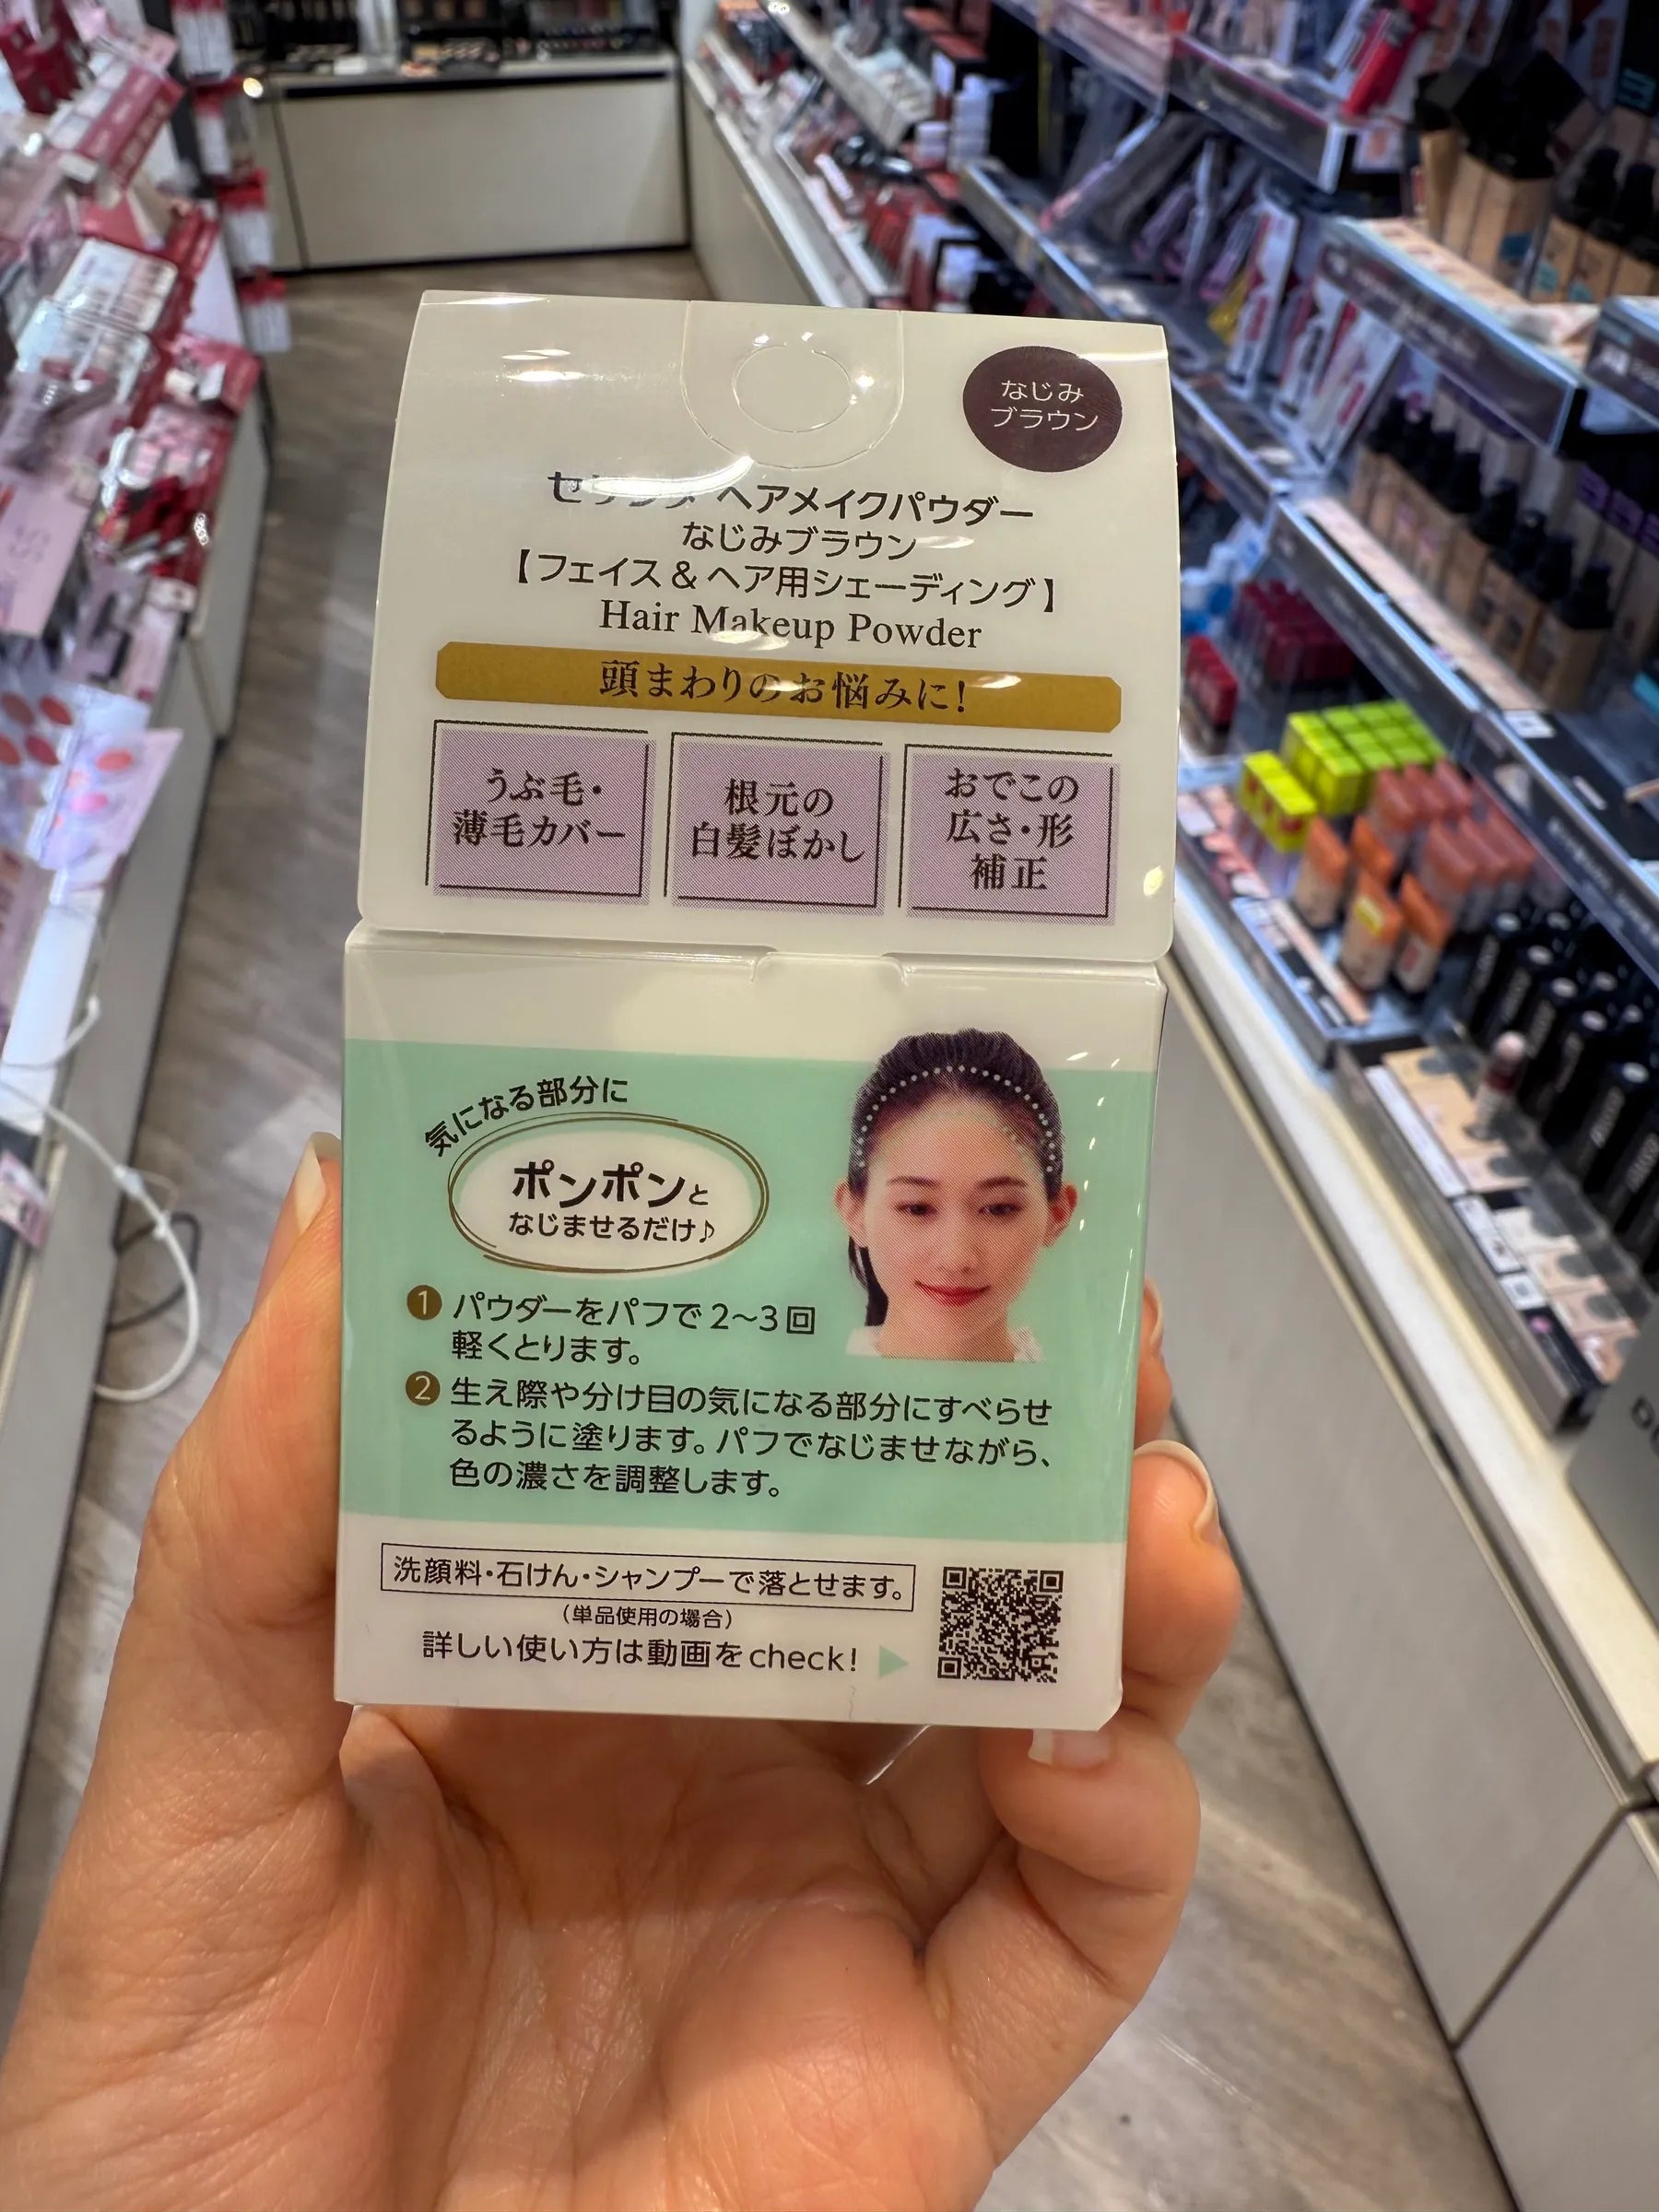 なじみ
ブラウン
ヘアメイクパウダー
なじみブラウン
【フェイス&ヘア用シェーディング】
Hair Makeup Powder
頭まわりのお悩みに!
うぶ毛・
薄毛カバー
根元の
白髪ぼかし
おでこの
広さ・形
補正
気になる部分に
ポンポンと
なじませるだけ♪
1 パウダーをパフで2〜3回
軽くとります。
2 生え際や分け目の気になる部分にすべらせ
るように塗ります。パフでなじませながら、
色の濃さを調整します。
洗顔料・石けん・シャンプーで落とせます。
(単品使用の場合)
詳しい使い方は動画をcheck!